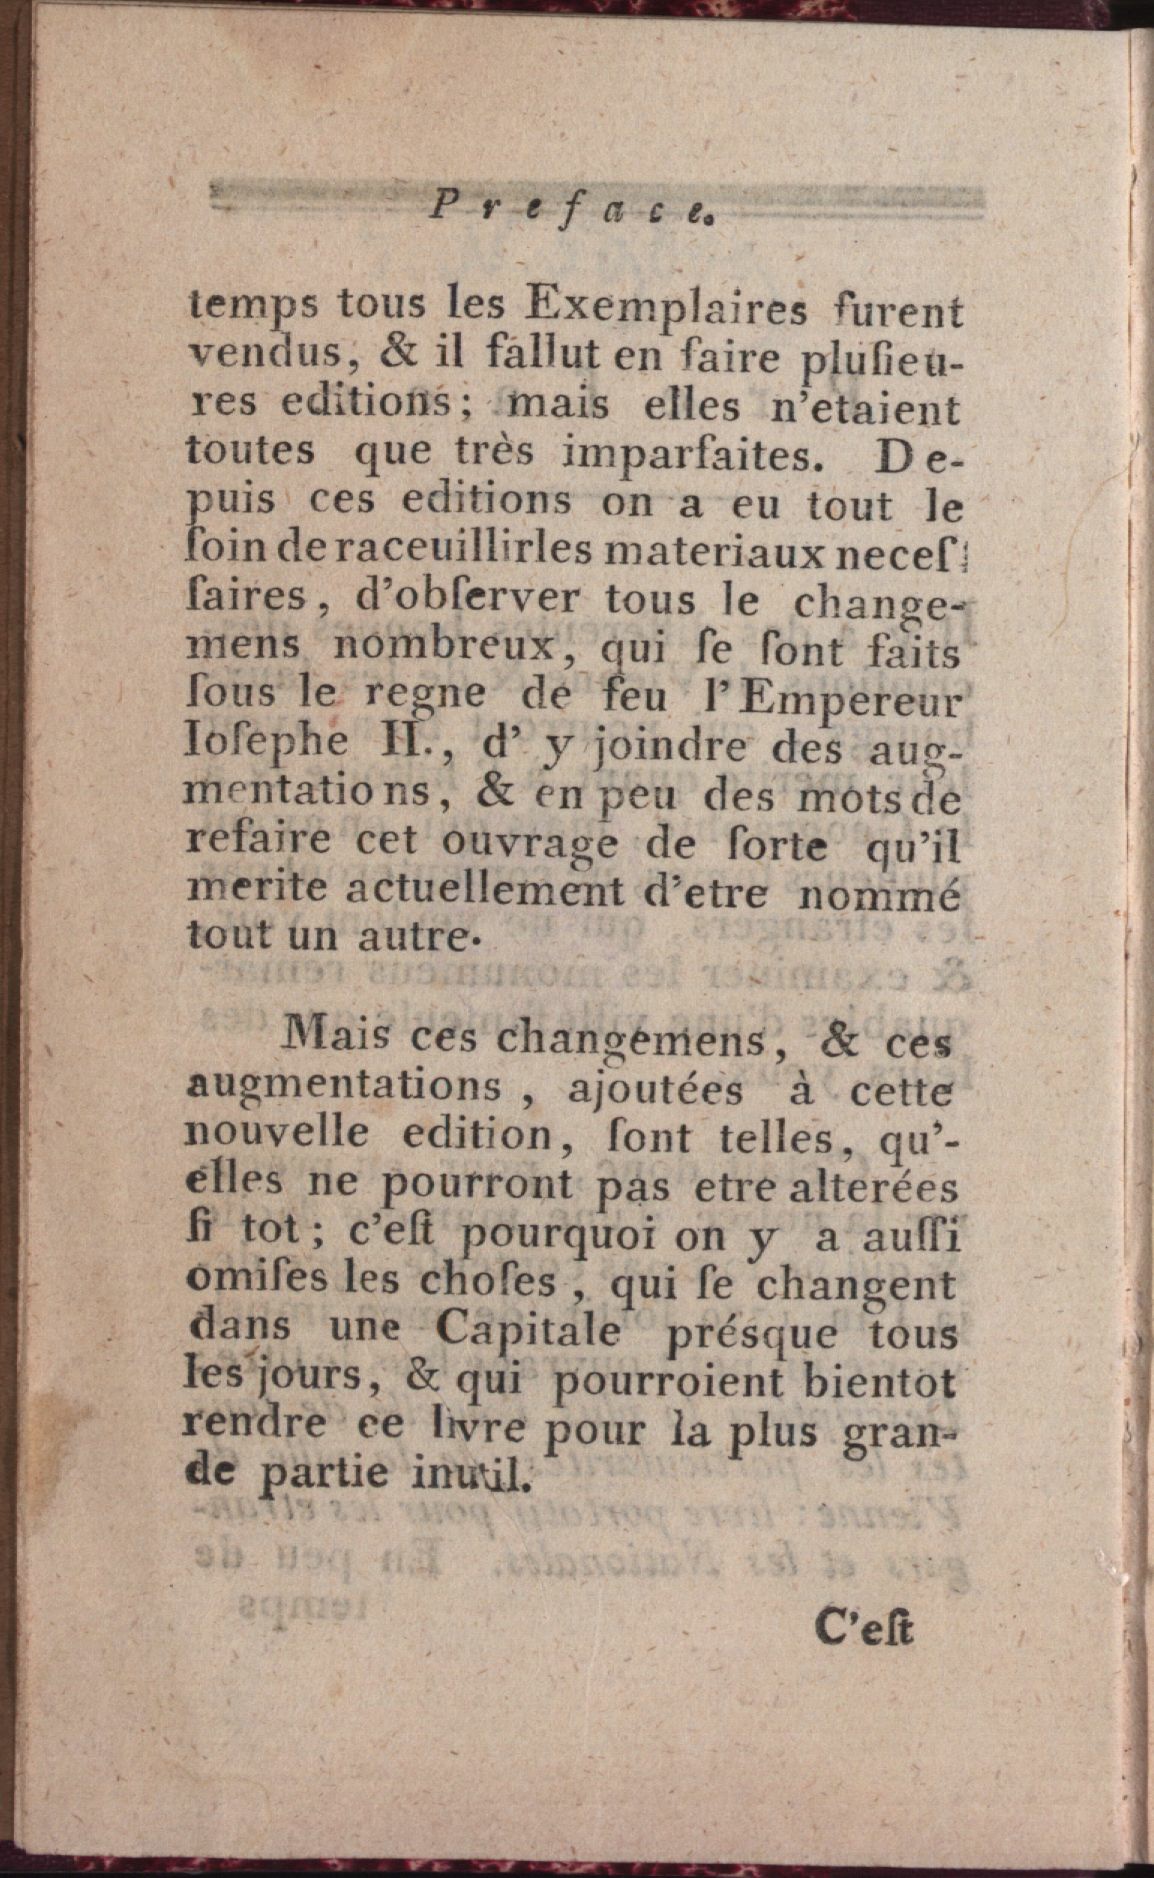 Preface.
temps tous les Exemplaires furent
vendus, & il fallut en faire pluſieu-
res editions; mais elles n'etaient
toutes que très imparfaites. De-
puis ces editions on a eu tout le
ſoin de raceuillirles materiaux neceſ-
ſaires, d'obſerver tous le change-
mens nombreux, qui ſe ſont faits
ſous le regne de feu l'Empereur
Ioſephe II., d' y joindre des aug-
mentations, & en peu des mots de
refaire cet ouvrage de ſorte qu'il
merite actuellement d'etre nommé
tout un autre.
Mais ces changemens, & ces
augmentations , ajoutées à cette
nouvelle edition, ſont telles, qu'-
elles ne pourront pas etre alterées
ſi tot; c'eſt pourquoi on y a auſſi
omiſes les choſes , qui ſe changent
dans une Capitale présque tous
les jours, & qui pourroient bientot
rendre ce livre pour la plus gran-
de partie inutil.
C'eſt